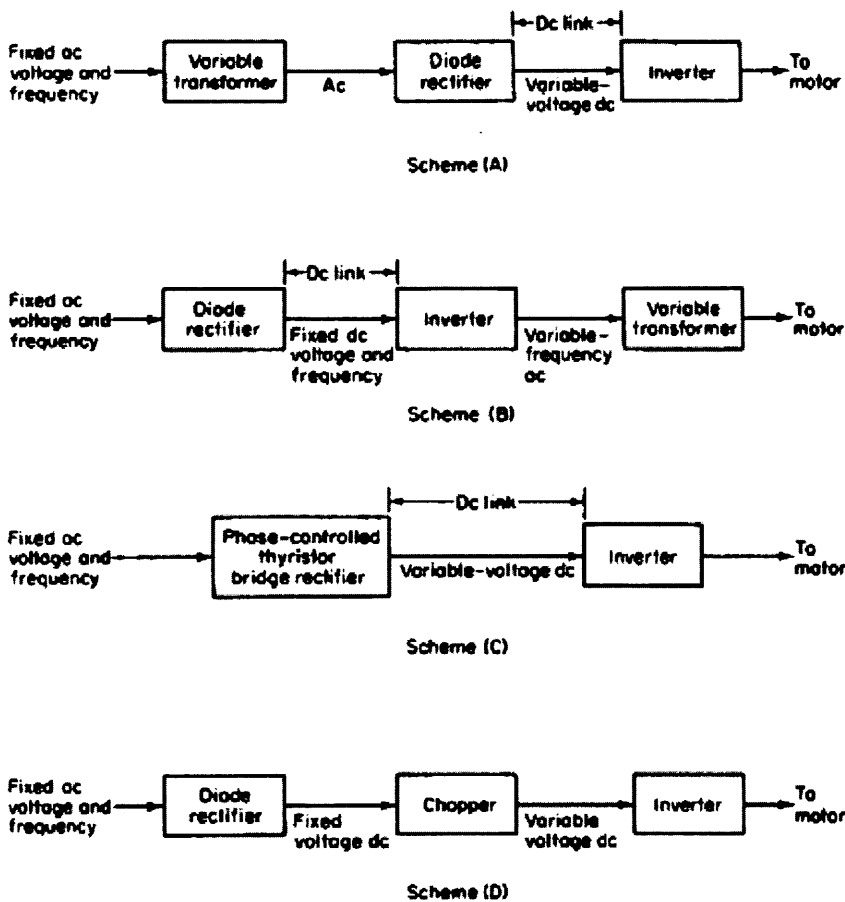 Dc link
Fixed ac
voltage and
frequency
Variable
transformer
Ac
Diode
rectifier
Variable-
voltage dc
Inverter
To
motor
Scheme (A)
Dc link
Fixed ac
voltage and
frequency
Diode
rectifier
Fixed dc
voltage and
frequency
Inverter
Variable-
frequency
ac
Variable
transformer
To
motor
Scheme (B)
Dc link
Fixed ac
voltage and
frequency
Phase-controlled
thyristor
bridge rectifier
Variable-voltage dc
Inverter
To
motor
Scheme (C)
Fixed ac
voltage and
frequency
Diode
rectifier
Fixed
voltage dc
Chopper
Variable
voltage dc
Inverter
To
motor
Scheme (D)